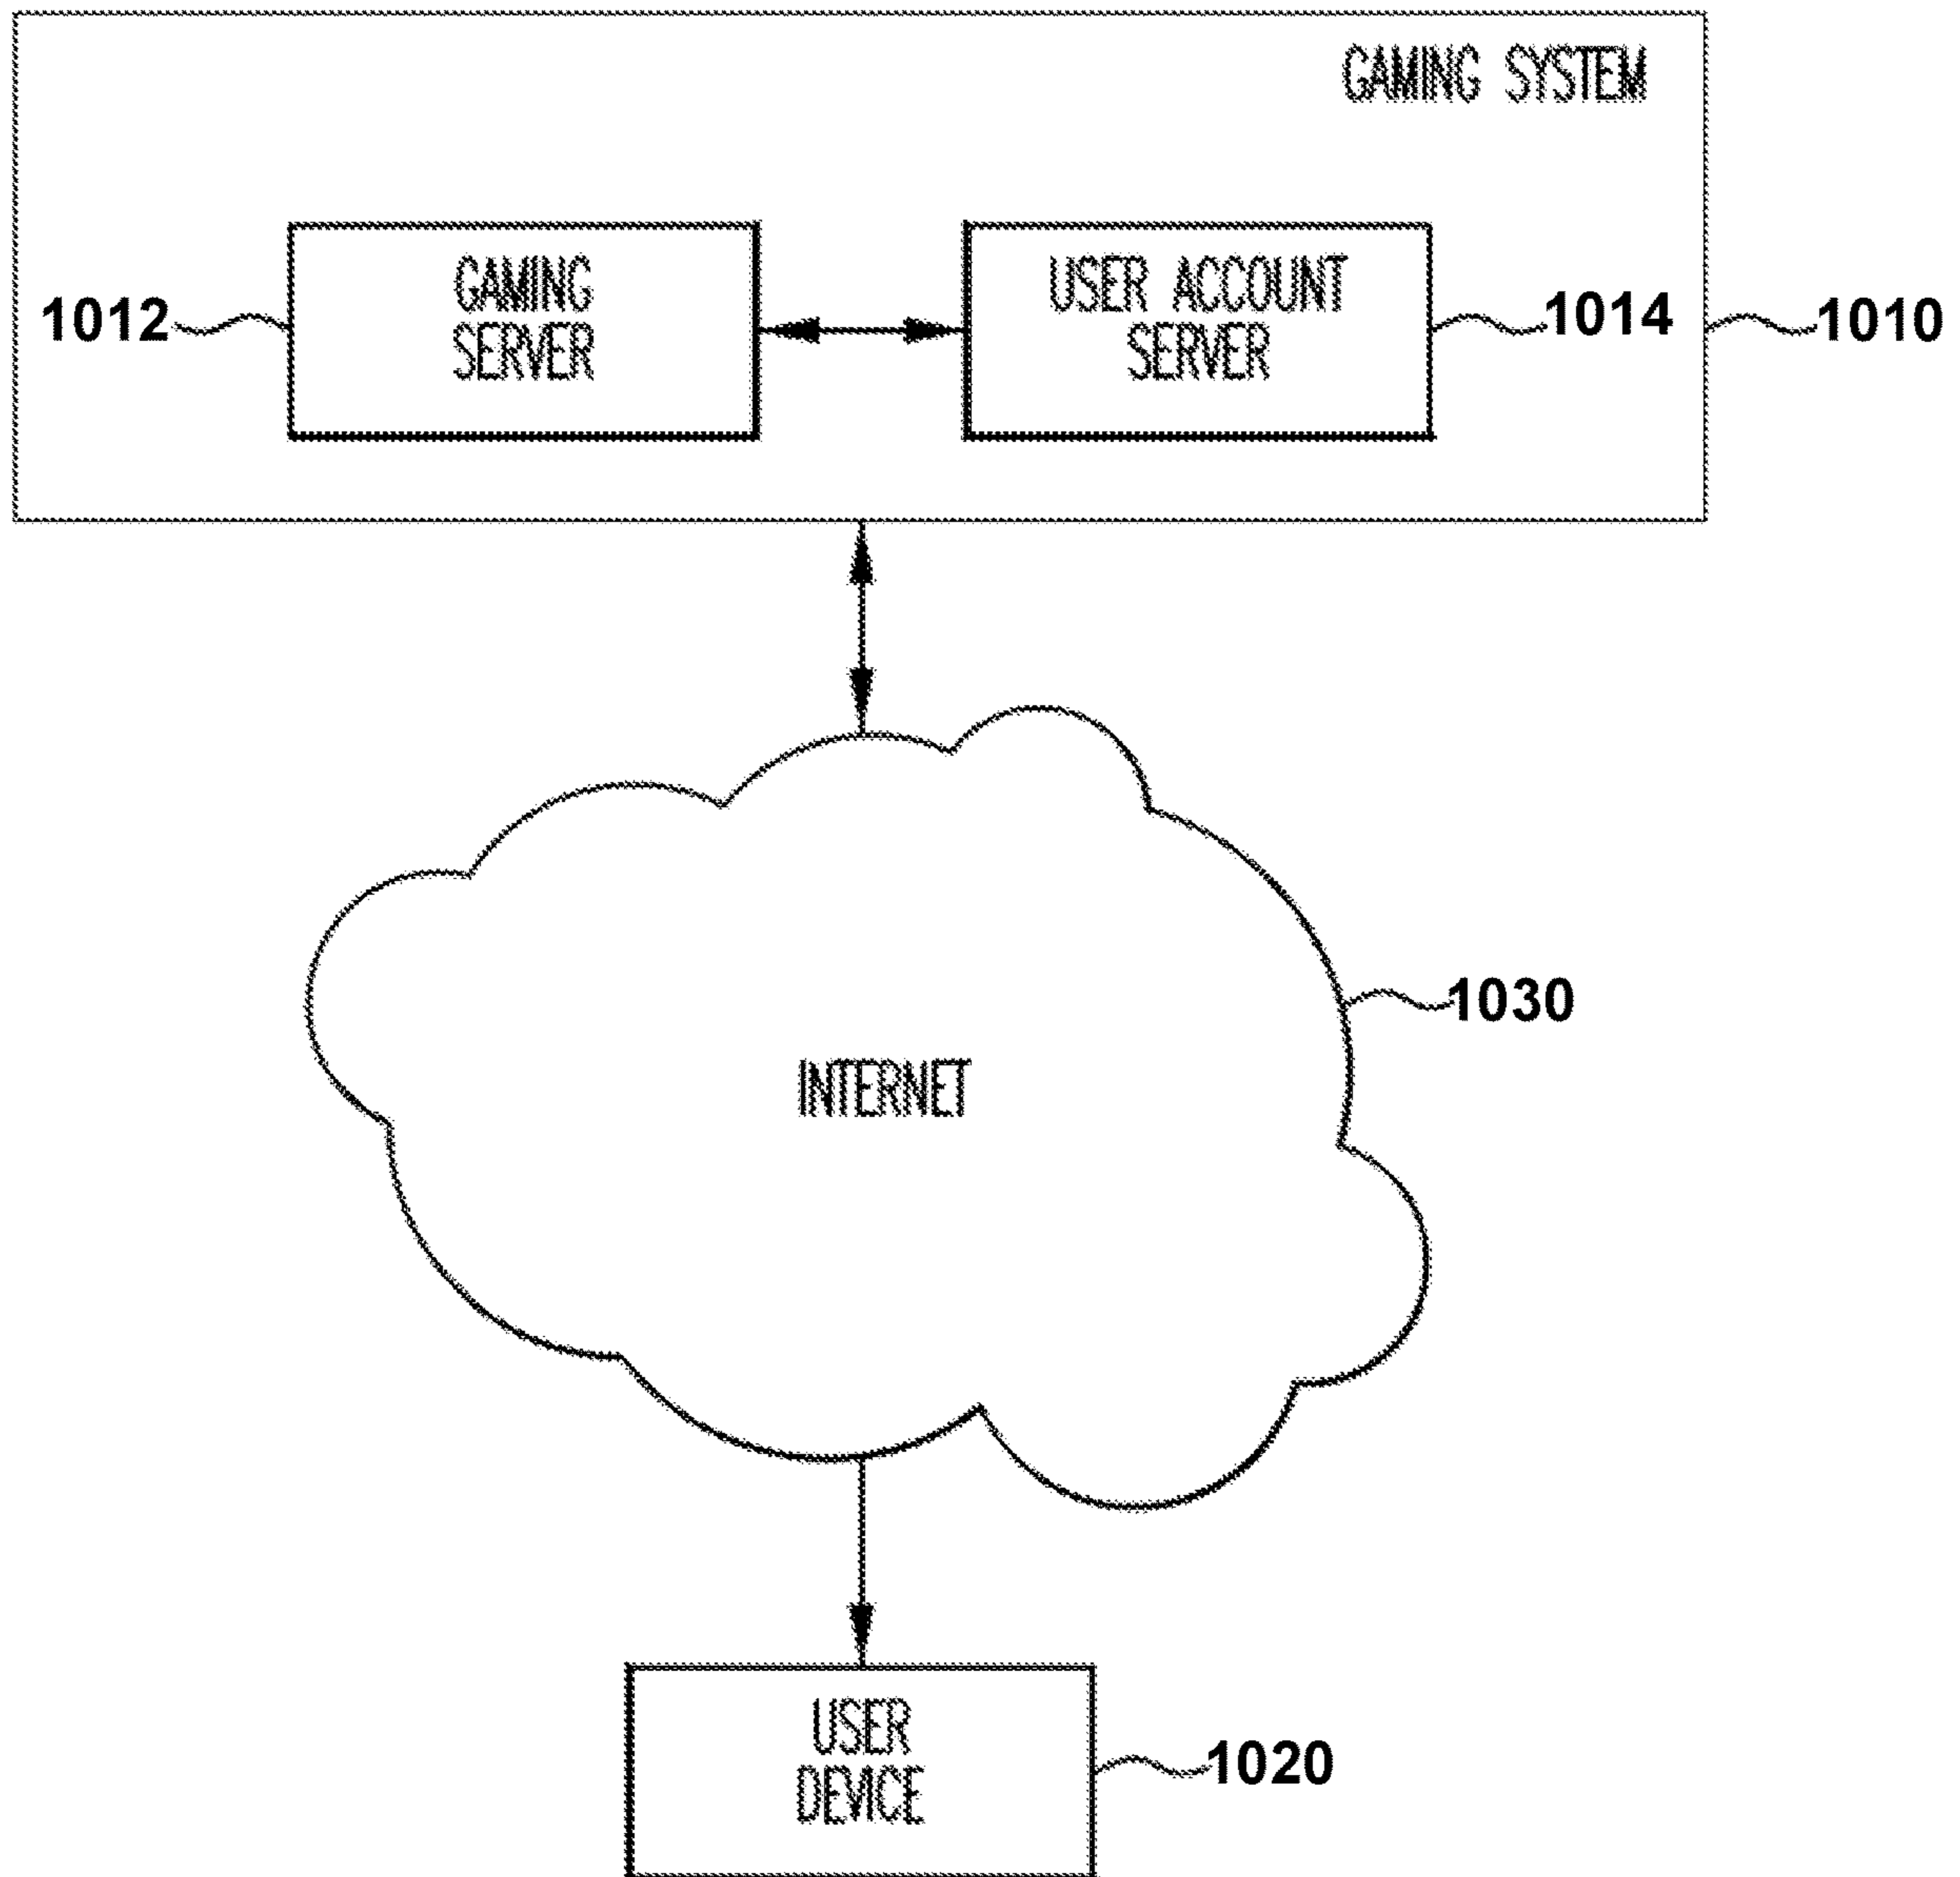 GAMING SYSTEM
GAMING
SERVER
USER ACCOUNT
SERVER
1012
1014
1010
1030
INTERNET
USER
DEVICE
1020